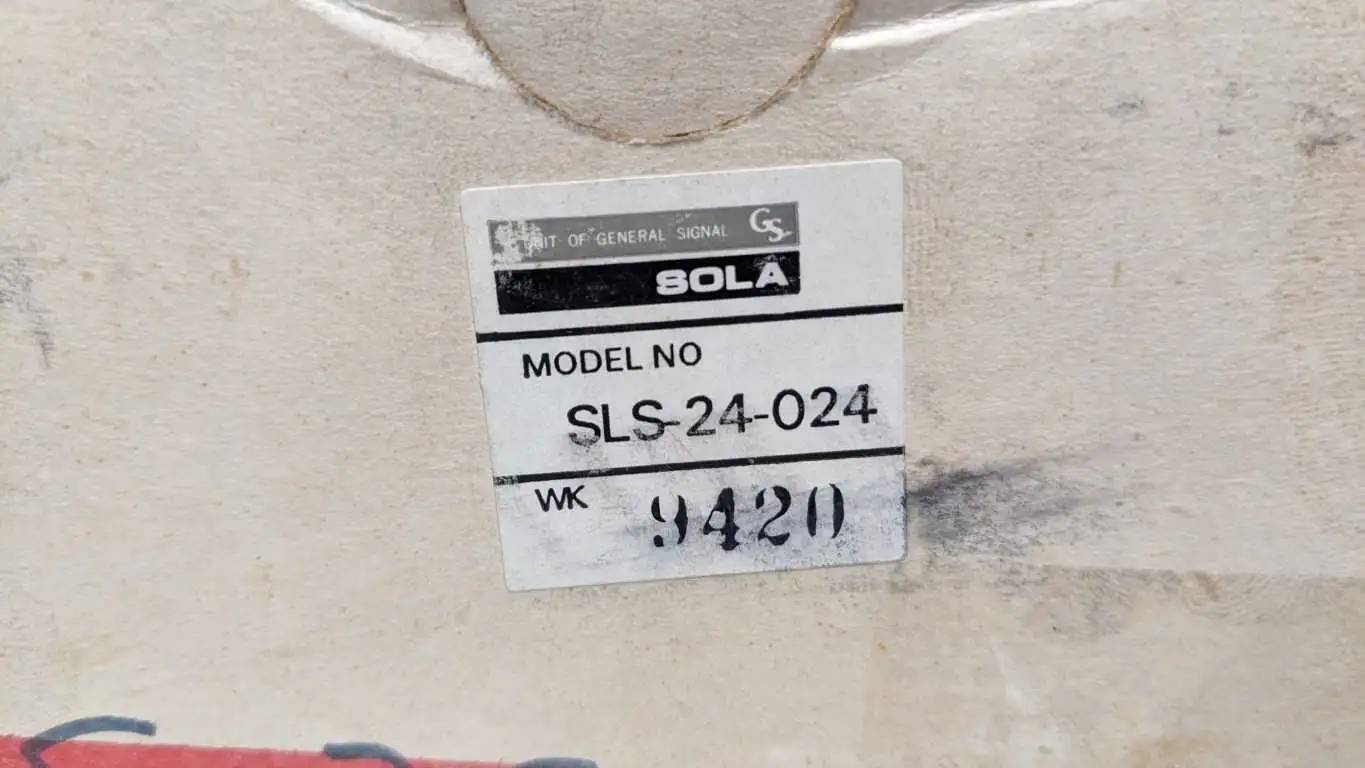 UNIT OF GENERAL SIGNAL GS
SOLA
MODEL NO
SLS-24-024
WK 9420